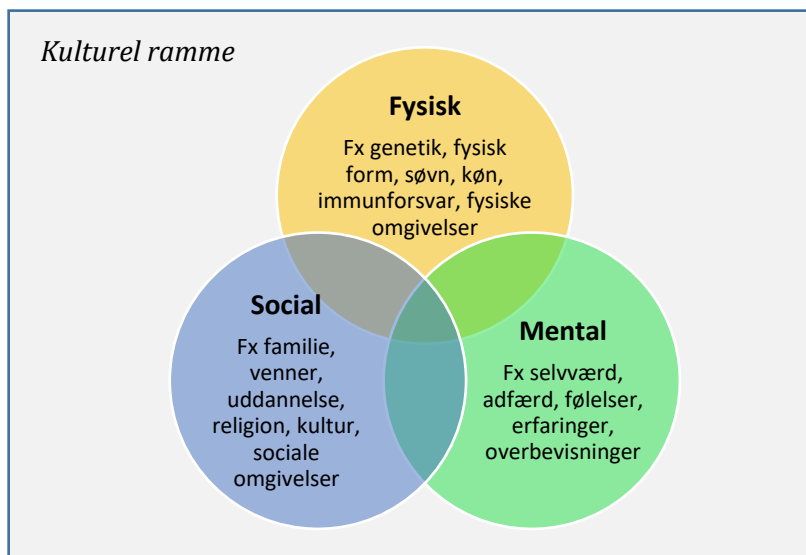 Kulturel ramme
Fysisk
Fx genetik, fysisk
form, søvn, køn,
immunforsvar, fysiske
omgivelser
Social
Fx familie,
venner,
uddannelse,
religion, kultur,
sociale
omgivelser
Mental
Fx selvværd,
adfærd, følelser,
erfaringer,
overbevisninger